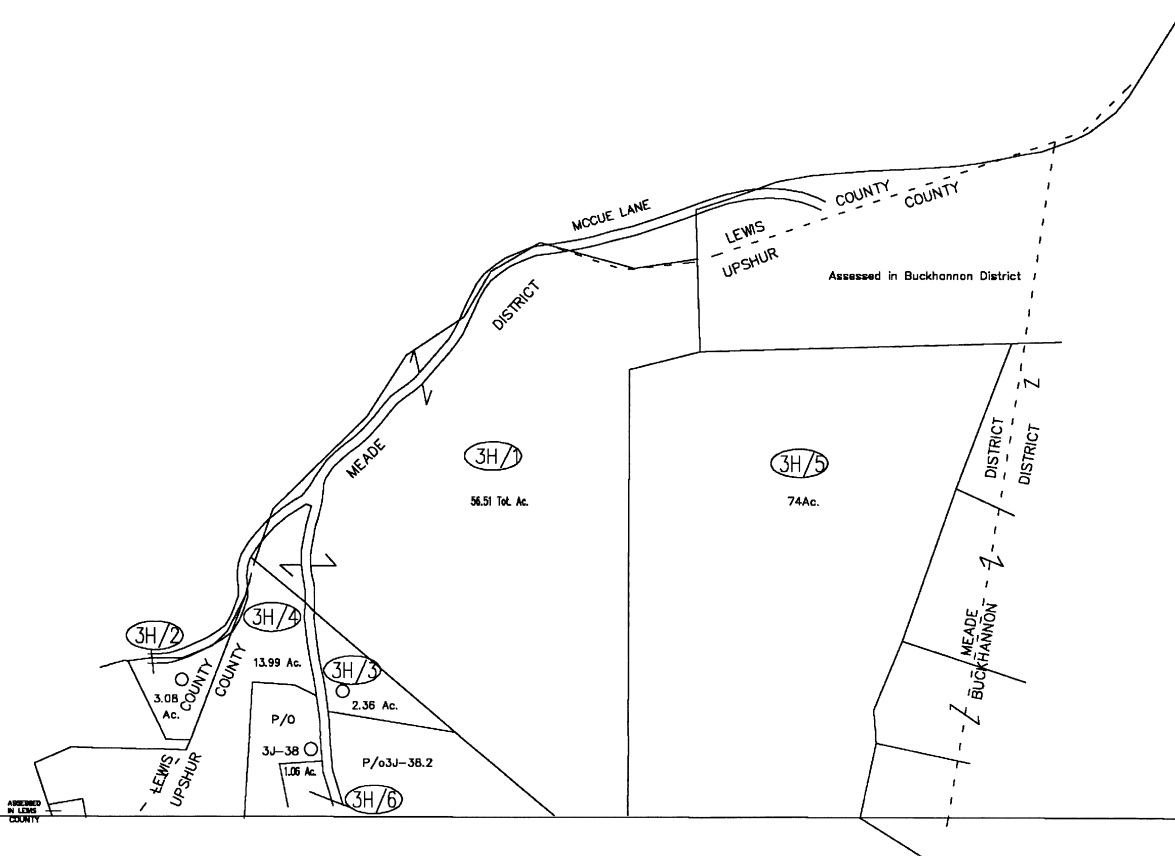 MCCUE LANE
COUNTY
COUNTY
LEWIS
UPSHUR
Assessed in Buckhannon District
DISTRICT
MEADE
3H/1
56.51 Tot. Ac.
3H/5
74Ac.
DISTRICT
DISTRICT
3H/4
3H/2
COUNTY
COUNTY
13.99 Ac.
3H/3
2.36 Ac.
3.08
Ac.
MEADE
BUCKHANNON
P/O
3J-38
1.06 Ac.
P/o3J-38.2
LEWIS
UPSHUR
3H/6
ASSESSED
IN LEWIS
COUNTY